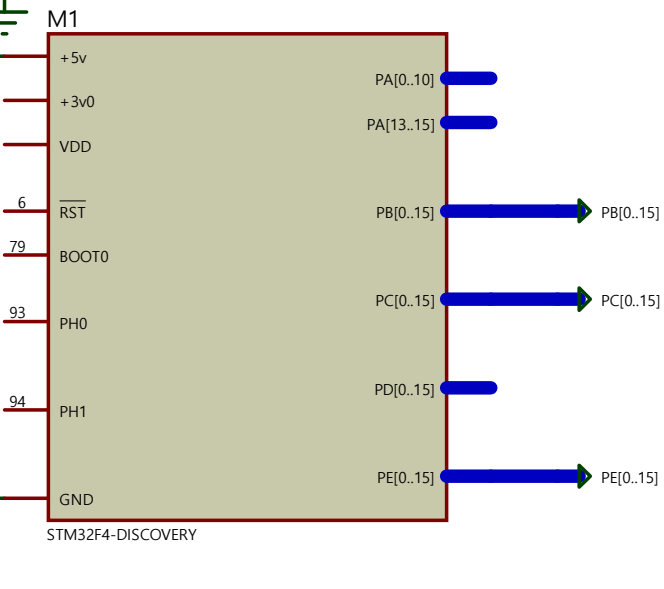 M1
+5v
+3v0
VDD
6
RST
79
BOOT0
93
PH0
94
PH1
GND
PA[0..10]
PA[13..15]
PB[0..15]
PB[0..15]
PC[0..15]
PC[0..15]
PD[0..15]
PE[0..15]
PE[0..15]
STM32F4-DISCOVERY